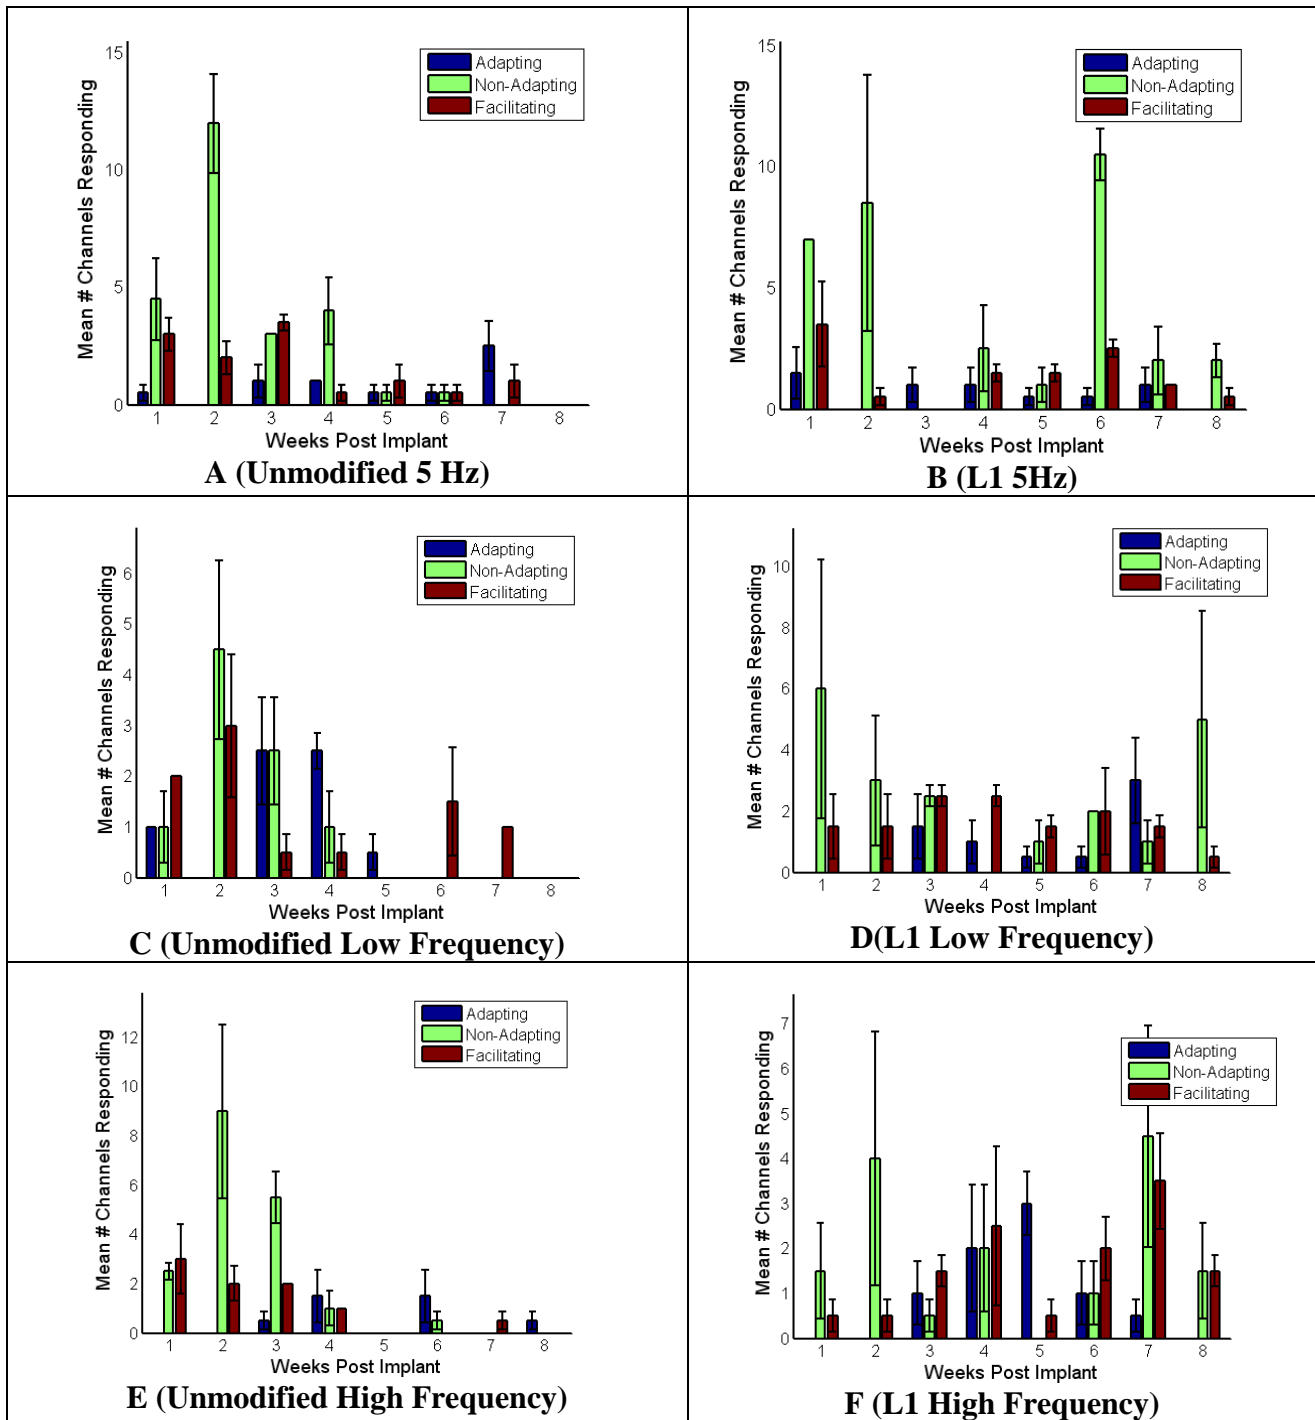 15
10
5
0
Mean # Channels Responding
Adapting
Non-Adapting
Facilitating
1 2 3 4 5 6 7 8
Weeks Post Implant
A (Unmodified 5 Hz)
15
10
5
0
Mean # Channels Responding
Adapting
Non-Adapting
Facilitating
1 2 3 4 5 6 7 8
Weeks Post Implant
B (L1 5Hz)
6
5
4
3
2
1
0
Mean # Channels Responding
Adapting
Non-Adapting
Facilitating
1 2 3 4 5 6 7 8
Weeks Post Implant
C (Unmodified Low Frequency)
10
8
6
4
2
0
Mean # Channels Responding
Adapting
Non-Adapting
Facilitating
1 2 3 4 5 6 7 8
Weeks Post Implant
D(L1 Low Frequency)
12
10
8
6
4
2
0
Mean # Channels Responding
Adapting
Non-Adapting
Facilitating
1 2 3 4 5 6 7 8
Weeks Post Implant
E (Unmodified High Frequency)
7
6
5
4
3
2
1
0
Mean # Channels Responding
Adapting
Non-Adapting
Facilitating
1 2 3 4 5 6 7 8
Weeks Post Implant
F (L1 High Frequency)